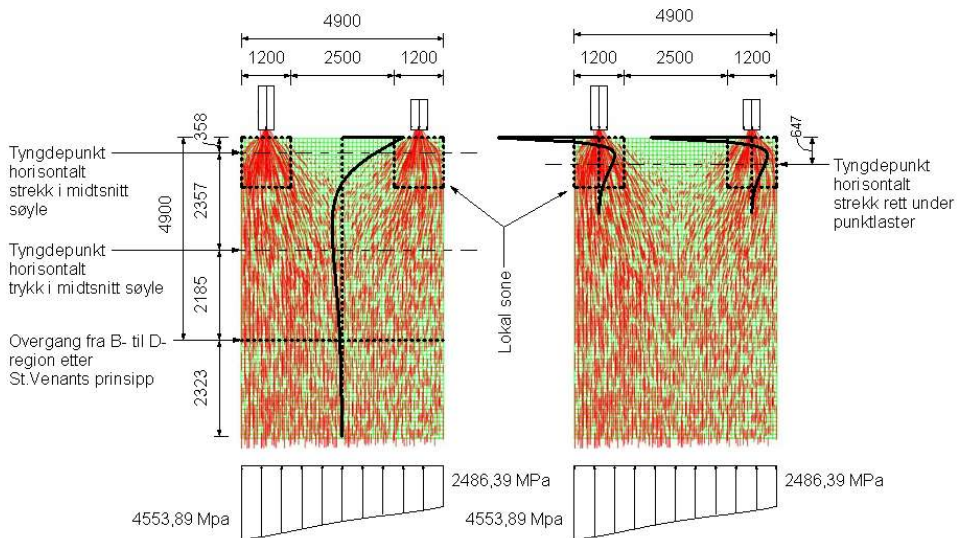 4900
1200
2500
1200
358
4900
2357
2185
2323
Tyngdepunkt
horisontalt
strekk i midtsnitt
søyle
Tyngdepunkt
horisontalt
trykk i midtsnitt søyle
Overgang fra B- til D-
region etter
St.Venants prinsipp
Lokal sone
4553,89 Mpa
2486,39 MPa
4900
1200
2500
1200
647
Tyngdepunkt
horisontalt
strekk rett under
punktlaster
4553,89 Mpa
2486,39 MPa